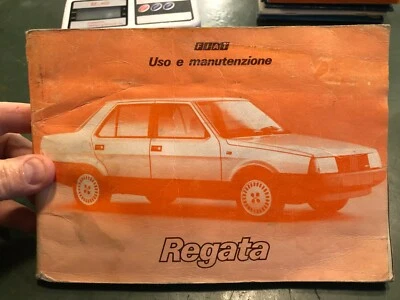 FIAT
Uso e manutenzione
Regata